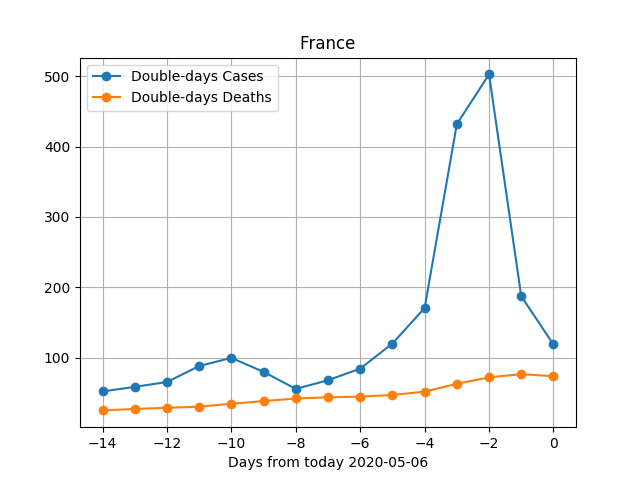 France
Double-days Cases
Double-days Deaths
500
400
300
200
100
−14 −12 −10 −8 −6 −4 −2 0
Days from today 2020-05-06